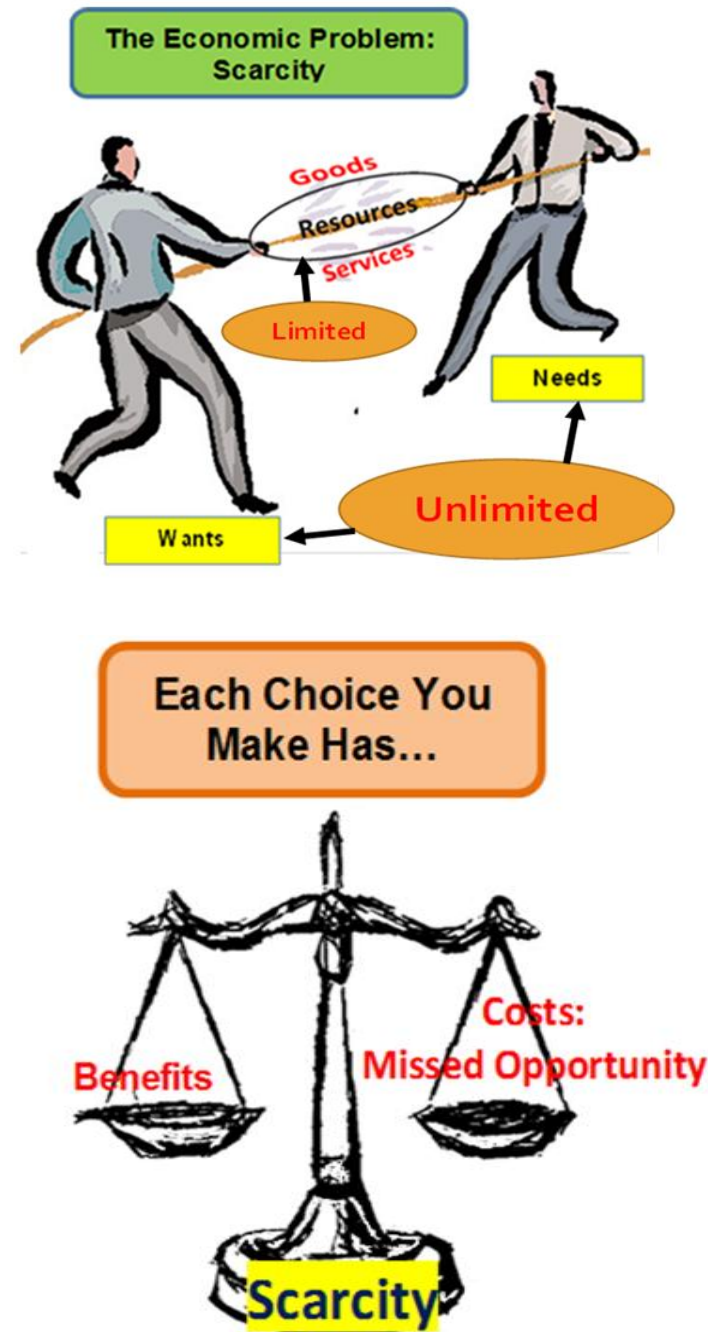 The Economic Problem:
Scarcity
Goods
Resources
Services
Limited
Needs
Unlimited
Wants
Each Choice You
Make Has...
Costs:
Missed Opportunity
Benefits
Scarcity